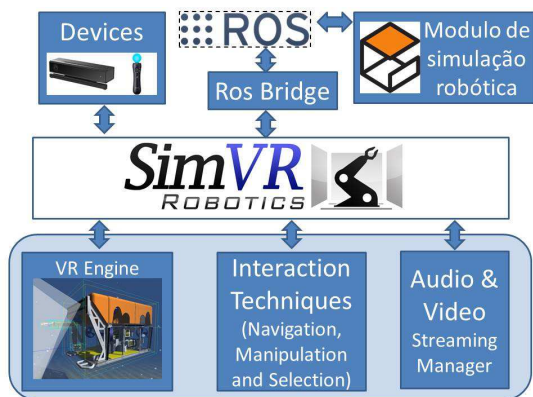 Devices
ROS
Modulo de
simulação
robótica
Ros Bridge
SimVR
ROBOTICS
VR Engine
Interaction
Techniques
(Navigation,
Manipulation
and Selection)
Audio &
Video
Streaming
Manager